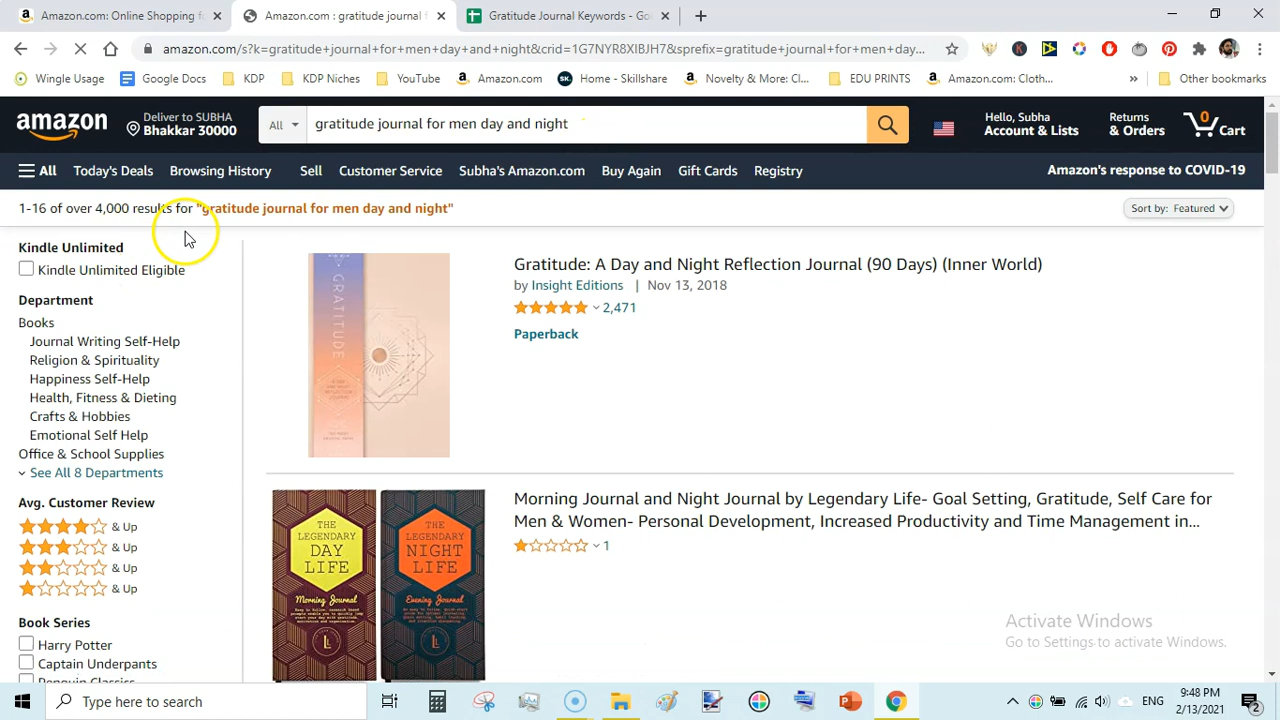 Amazon.com: Online Shopping f
Amazon.com : gratitude journal f
Gratitude Journal Keywords - Go
amazon.com/s?k=gratitude+journal+for+men+day+and+night&crid=1G7NYR8XIBJH7&sprefix=gratitude+journal+for+men+day...
Wingle Usage
Google Docs
KDP
KDP Niches
YouTube
Amazon.com
SK.
Home - Skillshare
Novelty & More: Cl...
EDU PRINTS
Amazon.com: Cloth...
»
Other bookmarks
amazon
Deliver to SUBHA
Bhakkar 30000
All
gratitude journal for men day and night
Hello, Subha
Account & Lists
Returns
& Orders
0
Cart
All
Today's Deals
Browsing History
Sell
Customer Service
Subha's Amazon.com
Buy Again
Gift Cards
Registry
Amazon's response to COVID-19
1-16 of over 4,000 results for "gratitude journal for men day and night"
Sort by: Featured
Kindle Unlimited
Kindle Unlimited Eligible
Department
Books
Journal Writing Self-Help
Religion & Spirituality
Happiness Self-Help
Health, Fitness & Dieting
Crafts & Hobbies
Emotional Self Help
Office & School Supplies
See All 8 Departments
Avg. Customer Review
& Up
& Up
& Up
& Up
Book Series
Harry Potter
Captain Underpants
Penguin Classics
GRATITUDE
Gratitude: A Day and Night Reflection Journal (90 Days) (Inner World)
by Insight Editions | Nov 13, 2018
2,471
Paperback
THE
LEGENDARY
DAY
LIFE
Morning Journal
THE
LEGENDARY
NIGHT
LIFE
Evening Journal
Morning Journal and Night Journal by Legendary Life- Goal Setting, Gratitude, Self Care for
Men & Women- Personal Development, Increased Productivity and Time Management in...
1
Activate Windows
Go to Settings to activate Windows.
Type here to search
ENG
9:48 PM
2/13/2021
2